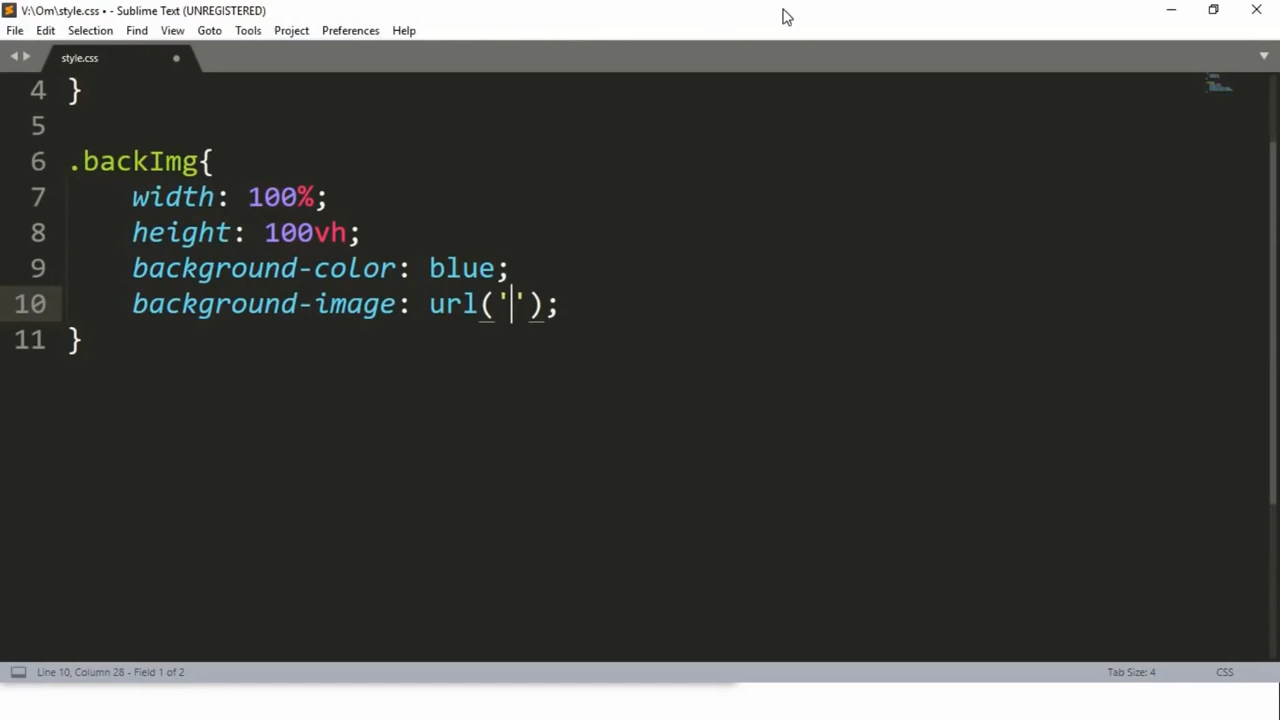 V:\Om\style.css • - Sublime Text (UNREGISTERED)
File Edit Selection Find View Goto Tools Project Preferences Help
style.css
4 }
5
6 .backImg{
7 width: 100%;
8 height: 100vh;
9 background-color: blue;
10 background-image: url('');
11 }
Line 10, Column 28 - Field 1 of 2 Tab Size: 4 CSS